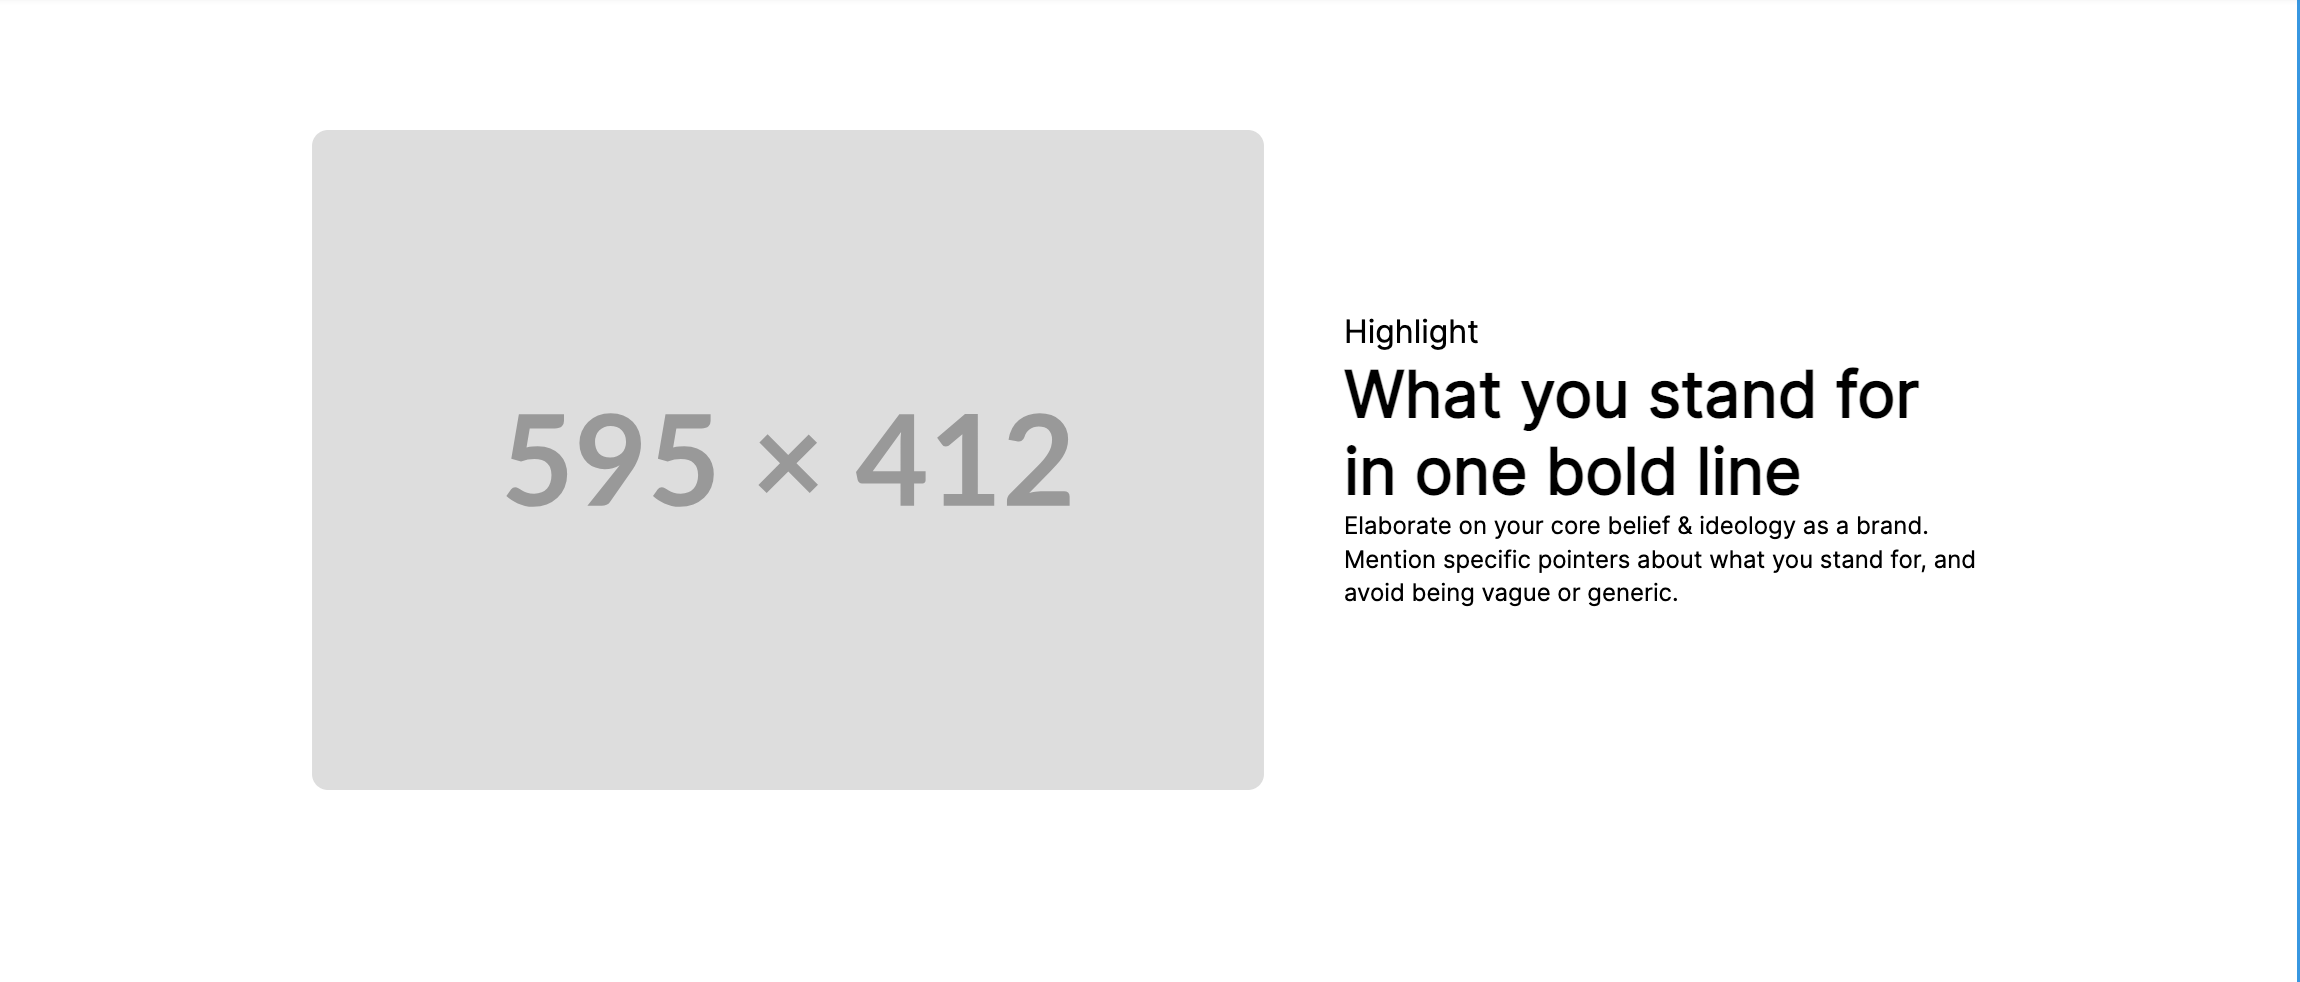 595 × 412
Highlight
What you stand for
in one bold line
Elaborate on your core belief & ideology as a brand.
Mention specific pointers about what you stand for, and
avoid being vague or generic.